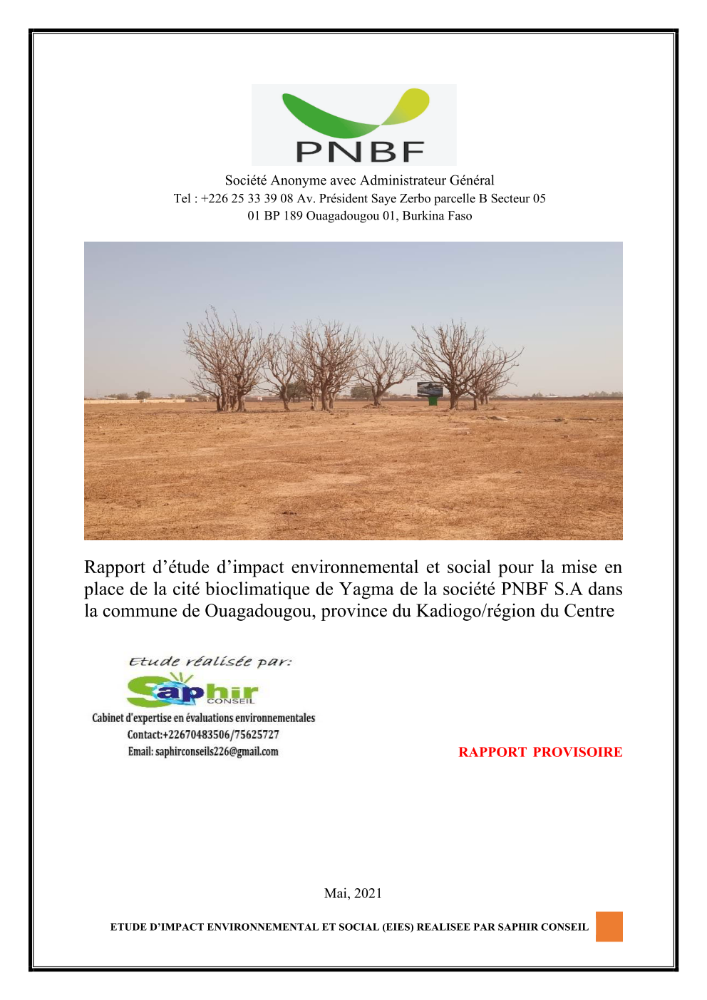 PNBF
Société Anonyme avec Administrateur Général
Tel : +226 25 33 39 08 Av. Président Saye Zerbo parcelle B Secteur 05
01 BP 189 Ouagadougou 01, Burkina Faso
Rapport d’étude d’impact environnemental et social pour la mise en
place de la cité bioclimatique de Yagma de la société PNBF S.A dans
la commune de Ouagadougou, province du Kadiogo/région du Centre
Etude réalisée par:
Saphir
CONSEIL
Cabinet d'expertise en évaluations environnementales
Contact:+22670483506/75625727
Email: saphirconseils226@gmail.com
RAPPORT PROVISOIRE
Mai, 2021
ETUDE D’IMPACT ENVIRONNEMENTAL ET SOCIAL (EIES) REALISEE PAR SAPHIR CONSEIL